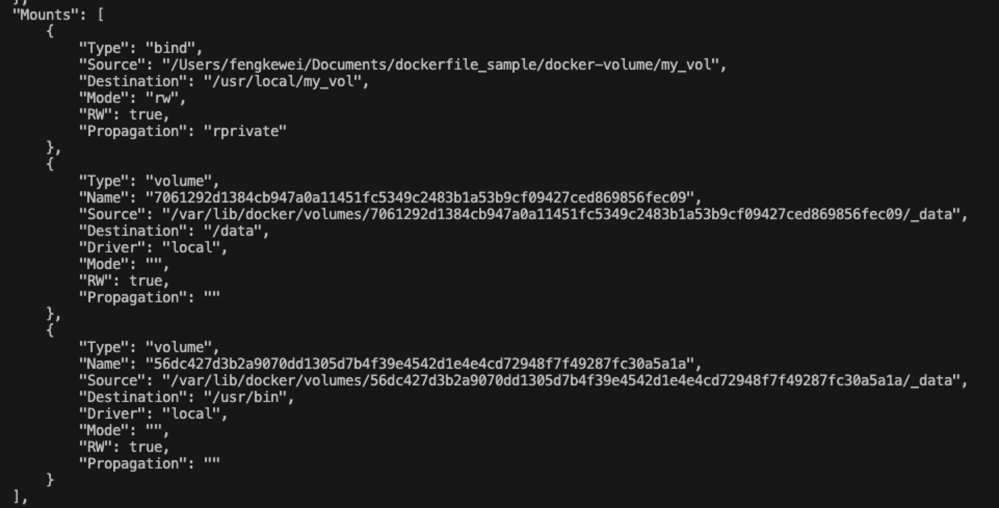 },
"Mounts": [
    {
        "Type": "bind",
        "Source": "/Users/fengkewei/Documents/dockerfile_sample/docker-volume/my_vol",
        "Destination": "/usr/local/my_vol",
        "Mode": "rw",
        "RW": true,
        "Propagation": "rprivate"
    },
    {
        "Type": "volume",
        "Name": "7061292d1384cb947a0a11451fc5349c2483b1a53b9cf09427ced869856fec09",
        "Source": "/var/lib/docker/volumes/7061292d1384cb947a0a11451fc5349c2483b1a53b9cf09427ced869856fec09/_data",
        "Destination": "/data",
        "Driver": "local",
        "Mode": "",
        "RW": true,
        "Propagation": ""
    },
    {
        "Type": "volume",
        "Name": "56dc427d3b2a9070dd1305d7b4f39e4542d1e4e4cd72948f7f49287fc30a5a1a",
        "Source": "/var/lib/docker/volumes/56dc427d3b2a9070dd1305d7b4f39e4542d1e4e4cd72948f7f49287fc30a5a1a/_data",
        "Destination": "/usr/bin",
        "Driver": "local",
        "Mode": "",
        "RW": true,
        "Propagation": ""
    }
],